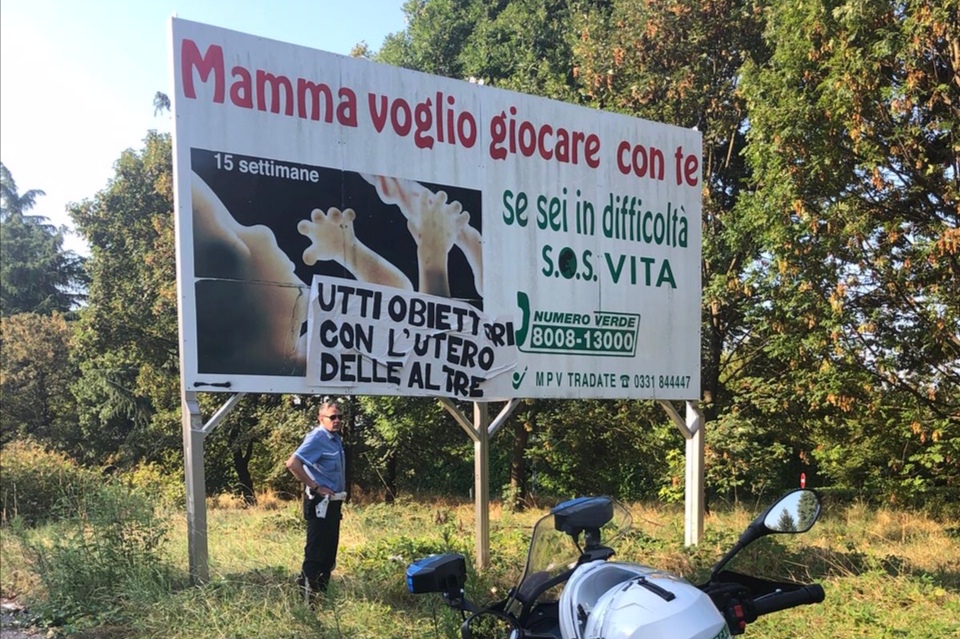 Mamma voglio giocare con te
15 settimane
se sei in difficoltà
S.O.S. VITA
NUMERO VERDE
8008-13000
UTTI OBIETTORI
CON L'UTERO
DELLE ALTRE
MPV TRADATE ☎ 0331 844447